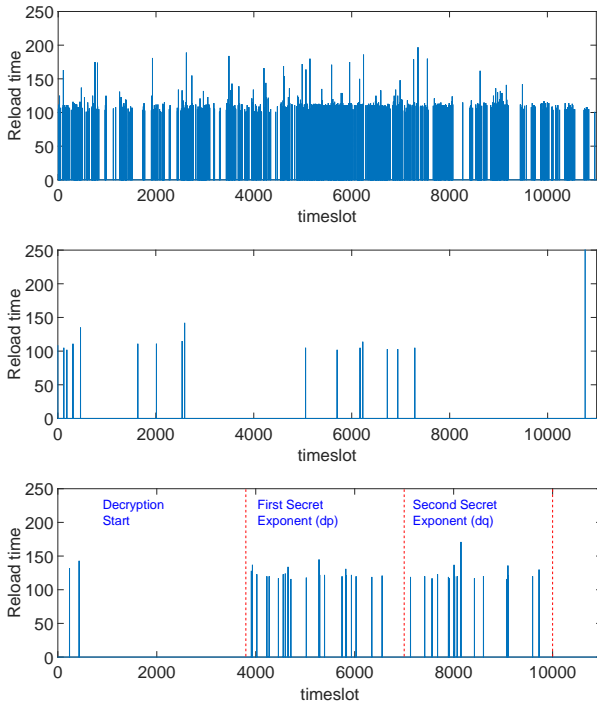 250
200
150
100
50
0
Reload time
0 2000 4000 6000 8000 10000
timeslot
250
200
150
100
50
0
Reload time
0 2000 4000 6000 8000 10000
timeslot
250
200
150
100
50
0
Reload time
Decryption
Start
First Secret
Exponent (dp)
Second Secret
Exponent (dq)
0 2000 4000 6000 8000 10000
timeslot